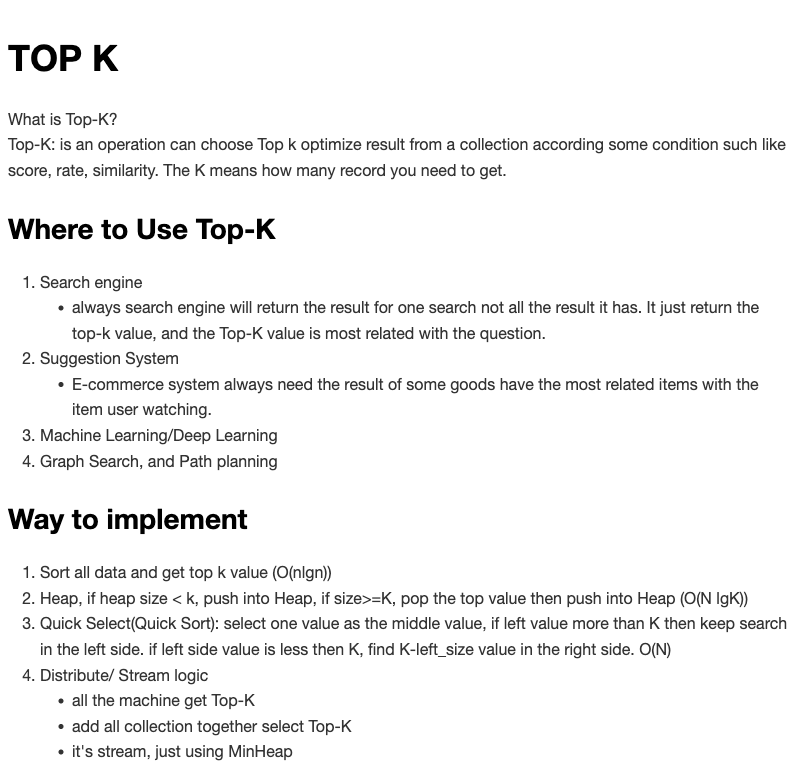 TOP K
What is Top-K?
Top-K: is an operation can choose Top k optimize result from a collection according some condition such like
score, rate, similarity. The K means how many record you need to get.
Where to Use Top-K
1. Search engine
• always search engine will return the result for one search not all the result it has. It just return the
top-k value, and the Top-K value is most related with the question.
2. Suggestion System
• E-commerce system always need the result of some goods have the most related items with the
item user watching.
3. Machine Learning/Deep Learning
4. Graph Search, and Path planning
Way to implement
1. Sort all data and get top k value (O(nlgn))
2. Heap, if heap size < k, push into Heap, if size>=K, pop the top value then push into Heap (O(N lgK))
3. Quick Select(Quick Sort): select one value as the middle value, if left value more than K then keep search
in the left side. if left side value is less then K, find K-left_size value in the right side. O(N)
4. Distribute/ Stream logic
• all the machine get Top-K
• add all collection together select Top-K
• it's stream, just using MinHeap